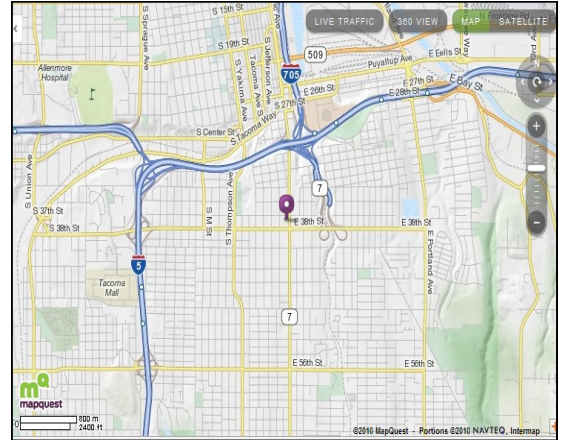 S 15th St
LIVE TRAFFIC
360 VIEW
MAP
SATELLITE
S Sprague Ave
S 19th St
S Jefferson Ave
509
E Eells St
Puyallup Ave
Allenmore
Hospital
705
S Yakima Ave
Tacoma Ave S
E 26th St
E 27th St
E Bay St
E 28th St
S 27th St
S Center St
S Tacoma Way
S Union Ave
7
S 37th St
S M St
S Thompson Ave
S 38th St
E 38th St
E 38th St
E Portland Ave
5
Tacoma
Mall
7
E 56th St
E 56th St
mapquest
0
800 m
2400 ft
©2010 MapQuest - Portions ©2010 NAVTEQ, Intermap